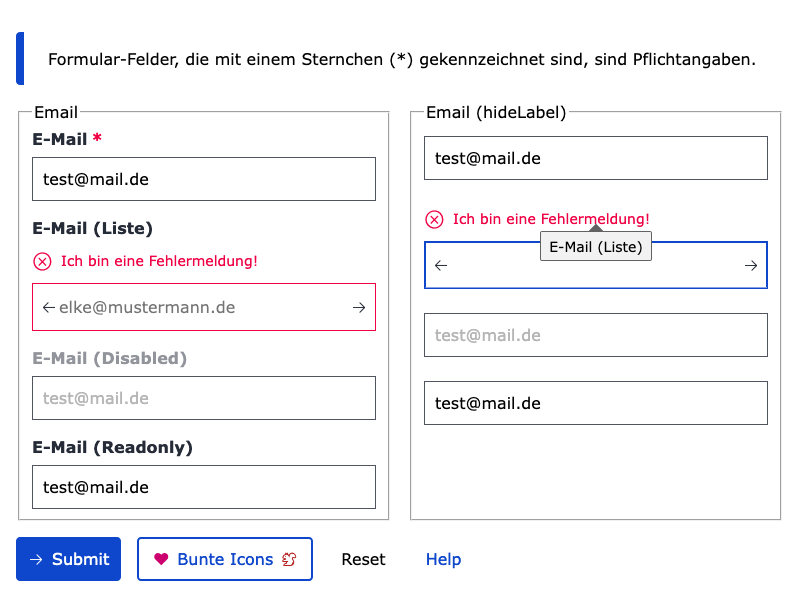 Formular-Felder, die mit einem Sternchen (*) gekennzeichnet sind, sind Pflichtangaben.
Email
E-Mail *
test@mail.de
E-Mail (Liste)
Ich bin eine Fehlermeldung!
elke@mustermann.de
E-Mail (Disabled)
test@mail.de
E-Mail (Readonly)
test@mail.de
Email (hideLabel)
test@mail.de
Ich bin eine Fehlermeldung!
E-Mail (Liste)
test@mail.de
test@mail.de
Submit
Bunte Icons
Reset
Help